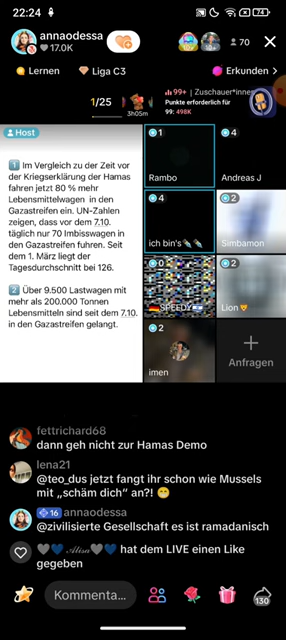 22:24
74
annaodessa
17.0K
70
Lernen
Liga C3
Erkunden >
1/25
3h05m
99+ | Zuschauer*innen
Punkte erforderlich für
99: 498K
Host
1 Im Vergleich zu der Zeit vor
der Kriegserklärung der Hamas
fahren jetzt 80 % mehr
Lebensmittelwagen in den
Gazastreifen ein. UN-Zahlen
zeigen, dass vor dem 7.10.
täglich nur 70 Imbisswagen in
den Gazastreifen fuhren. Seit
dem 1. März liegt der
Tagesdurchschnitt bei 126.
2 Über 9.500 Lastwagen mit
mehr als 200.000 Tonnen
Lebensmitteln sind seit dem 7.10.
in den Gazastreifen gelangt.
1
Rambo
4
Andreas J
4
ich bin's
2
Simbamon
0
SPEEDY
2
Lion
2
imen
+
Anfragen
fettrichard68
dann geh nicht zur Hamas Demo
lena21
@teo_dus jetzt fangt ihr schon wie Mussels
mit „schäm dich“ an?! 😁
16 annaodessa
@zivilisierte Gesellschaft es ist ramadanisch
🩶💙 𝒜𝓁𝒾𝓈𝒶 🩶💙 hat dem LIVE einen Like
gegeben
Kommenta...
130